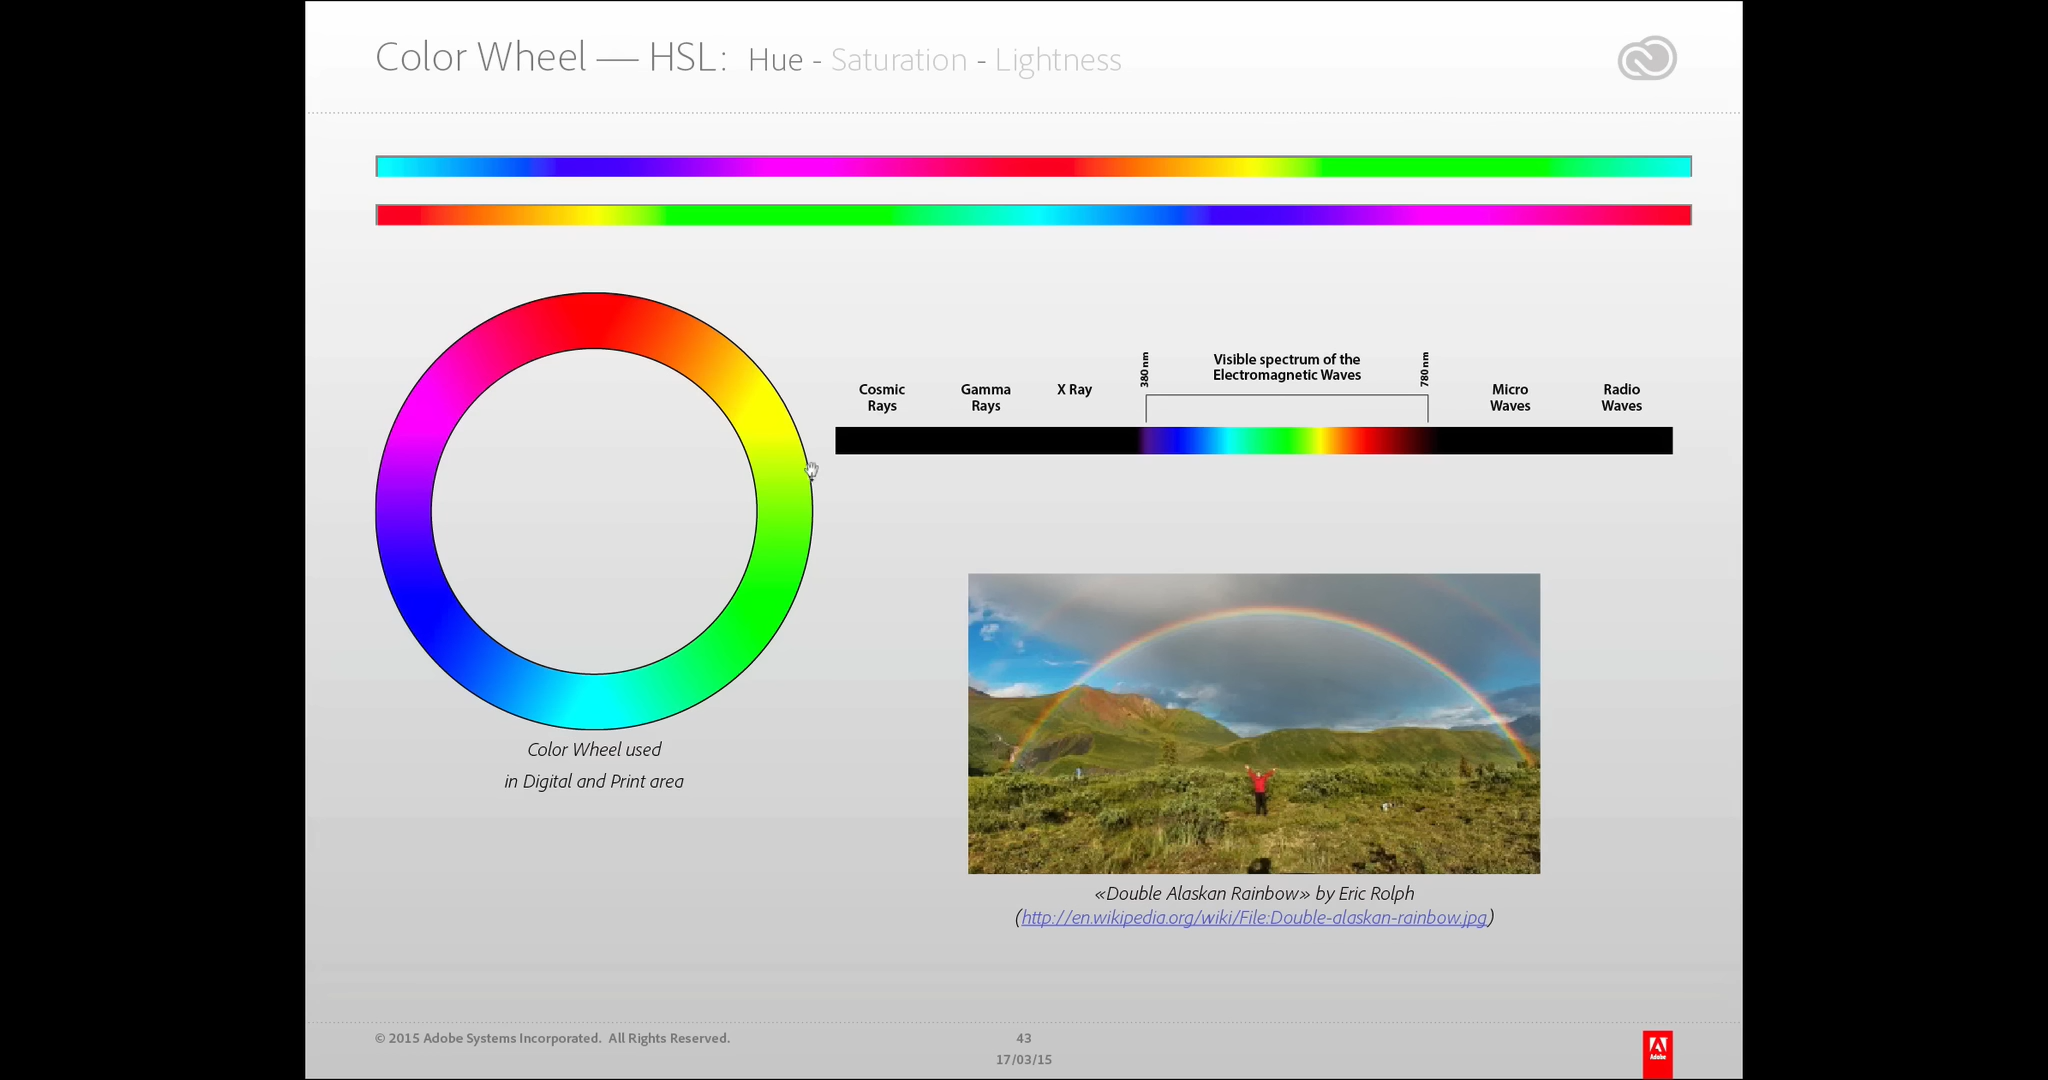 Color Wheel — HSL: Hue - Saturation - Lightness
380 nm
Visible spectrum of the
Electromagnetic Waves
780 nm
Cosmic
Rays
Gamma
Rays
X Ray
Micro
Waves
Radio
Waves
Color Wheel used
in Digital and Print area
«Double Alaskan Rainbow» by Eric Rolph
(http://en.wikipedia.org/wiki/File:Double-alaskan-rainbow.jpg)
© 2015 Adobe Systems Incorporated. All Rights Reserved.
43
17/03/15
Adobe